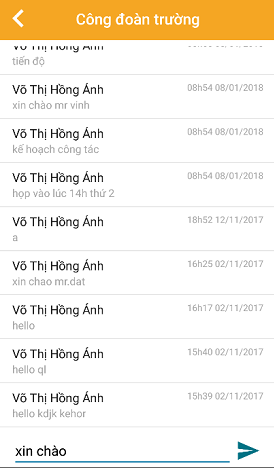 Công đoàn trường
Võ Thị Hồng Ánh
tiến độ
Võ Thị Hồng Ánh 08h54 08/01/2018
xin chào mr vinh
Võ Thị Hồng Ánh 08h54 08/01/2018
kế hoạch công tác
Võ Thị Hồng Ánh 08h54 08/01/2018
họp vào lúc 14h thứ 2
Võ Thị Hồng Ánh 18h52 12/11/2017
a
Võ Thị Hồng Ánh 16h25 02/11/2017
xin chao mr.dat
Võ Thị Hồng Ánh 16h17 02/11/2017
hello
Võ Thị Hồng Ánh 15h40 02/11/2017
hello ql
Võ Thị Hồng Ánh 15h39 02/11/2017
hello kdjk kehor
xin chào